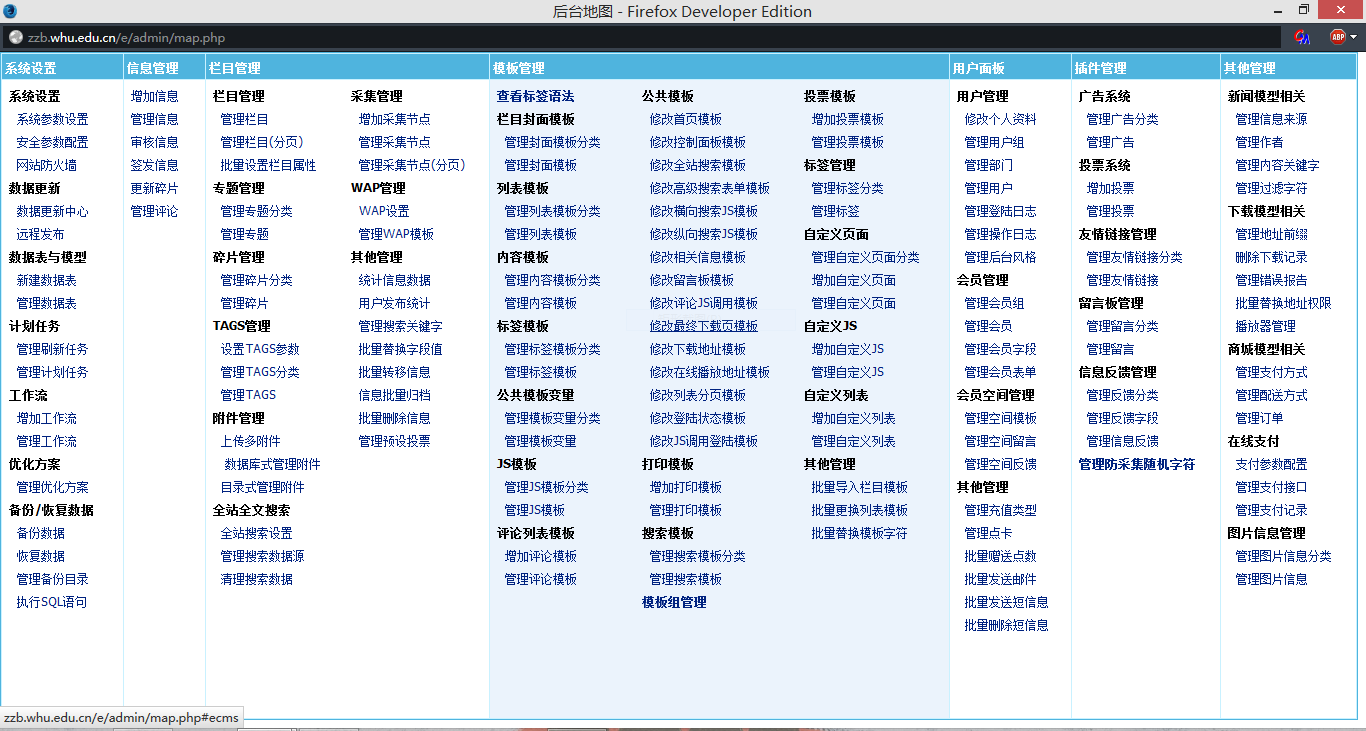 后台地图 - Firefox Developer Edition
zzb.whu.edu.cn/e/admin/map.php
ABP
系统设置
系统设置
系统参数设置
安全参数配置
网站防火墙
数据更新
数据更新中心
远程发布
数据表与模型
新建数据表
管理数据表
计划任务
管理刷新任务
管理计划任务
工作流
增加工作流
管理工作流
优化方案
管理优化方案
备份/恢复数据
备份数据
恢复数据
管理备份目录
执行SQL语句
信息管理
增加信息
管理信息
审核信息
签发信息
更新碎片
管理评论
栏目管理
栏目管理
管理栏目
管理栏目(分页)
批量设置栏目属性
专题管理
管理专题分类
管理专题
碎片管理
管理碎片分类
管理碎片
TAGS管理
设置TAGS参数
管理TAGS分类
管理TAGS
附件管理
上传多附件
数据库式管理附件
目录式管理附件
全站全文搜索
全站搜索设置
管理搜索数据源
清理搜索数据
采集管理
增加采集节点
管理采集节点
管理采集节点(分页)
WAP管理
WAP设置
管理WAP模板
其他管理
统计信息数据
用户发布统计
管理搜索关键字
批量替换字段值
批量转移信息
信息批量归档
批量删除信息
管理预设投票
模板管理
查看标签语法
栏目封面模板
管理封面模板分类
管理封面模板
列表模板
管理列表模板分类
管理列表模板
内容模板
管理内容模板分类
管理内容模板
标签模板
管理标签模板分类
管理标签模板
公共模板变量
管理模板变量分类
管理模板变量
JS模板
管理JS模板分类
管理JS模板
评论列表模板
增加评论模板
管理评论模板
公共模板
修改首页模板
修改控制面板模板
修改全站搜索模板
修改高级搜索表单模板
修改横向搜索JS模板
修改纵向搜索JS模板
修改相关信息模板
修改留言板模板
修改评论JS调用模板
修改最终下载页模板
修改下载地址模板
修改在线播放地址模板
修改列表分页模板
修改登陆状态模板
修改JS调用登陆模板
打印模板
增加打印模板
管理打印模板
搜索模板
管理搜索模板分类
管理搜索模板
模板组管理
投票模板
增加投票模板
管理投票模板
标签管理
管理标签分类
管理标签
自定义页面
管理自定义页面分类
增加自定义页面
管理自定义页面
自定义JS
增加自定义JS
管理自定义JS
自定义列表
增加自定义列表
管理自定义列表
其他管理
批量导入栏目模板
批量更换列表模板
批量替换模板字符
用户面板
用户管理
修改个人资料
管理用户组
管理部门
管理用户
管理登陆日志
管理操作日志
管理后台风格
会员管理
管理会员组
管理会员
管理会员字段
管理会员表单
会员空间管理
管理空间模板
管理空间留言
管理空间反馈
其他管理
管理充值类型
管理点卡
批量赠送点数
批量发送邮件
批量发送短信息
批量删除短信息
插件管理
广告系统
管理广告分类
管理广告
投票系统
增加投票
管理投票
友情链接管理
管理友情链接分类
管理友情链接
留言板管理
管理留言分类
管理留言
信息反馈管理
管理反馈分类
管理反馈字段
管理信息反馈
管理防采集随机字符
其他管理
新闻模型相关
管理信息来源
管理作者
管理内容关键字
管理过滤字符
下载模型相关
管理地址前缀
删除下载记录
管理错误报告
批量替换地址权限
播放器管理
商城模型相关
管理支付方式
管理配送方式
管理订单
在线支付
支付参数配置
管理支付接口
管理支付记录
图片信息管理
管理图片信息分类
管理图片信息
zzb.whu.edu.cn/e/admin/map.php#ecms